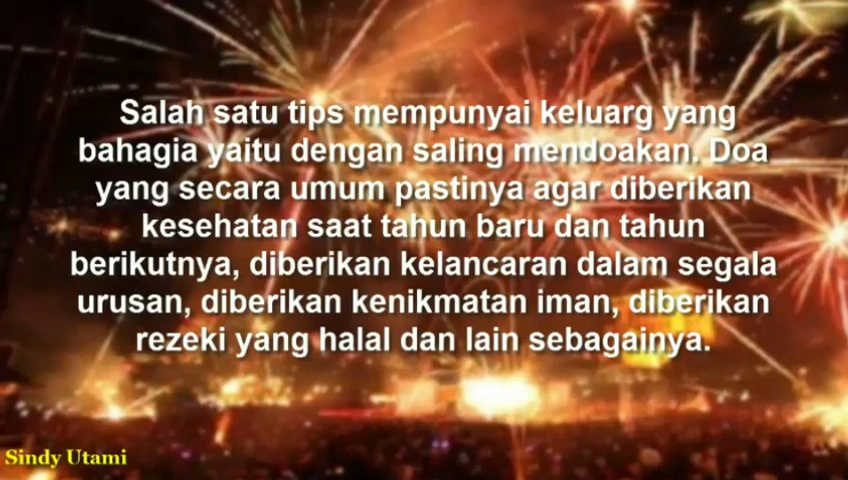 Salah satu tips mempunyai keluarg yang
bahagia yaitu dengan saling mendoakan. Doa
yang secara umum pastinya agar diberikan
kesehatan saat tahun baru dan tahun
berikutnya, diberikan kelancaran dalam segala
urusan, diberikan kenikmatan iman, diberikan
rezeki yang halal dan lain sebagainya.
Sindy Utami